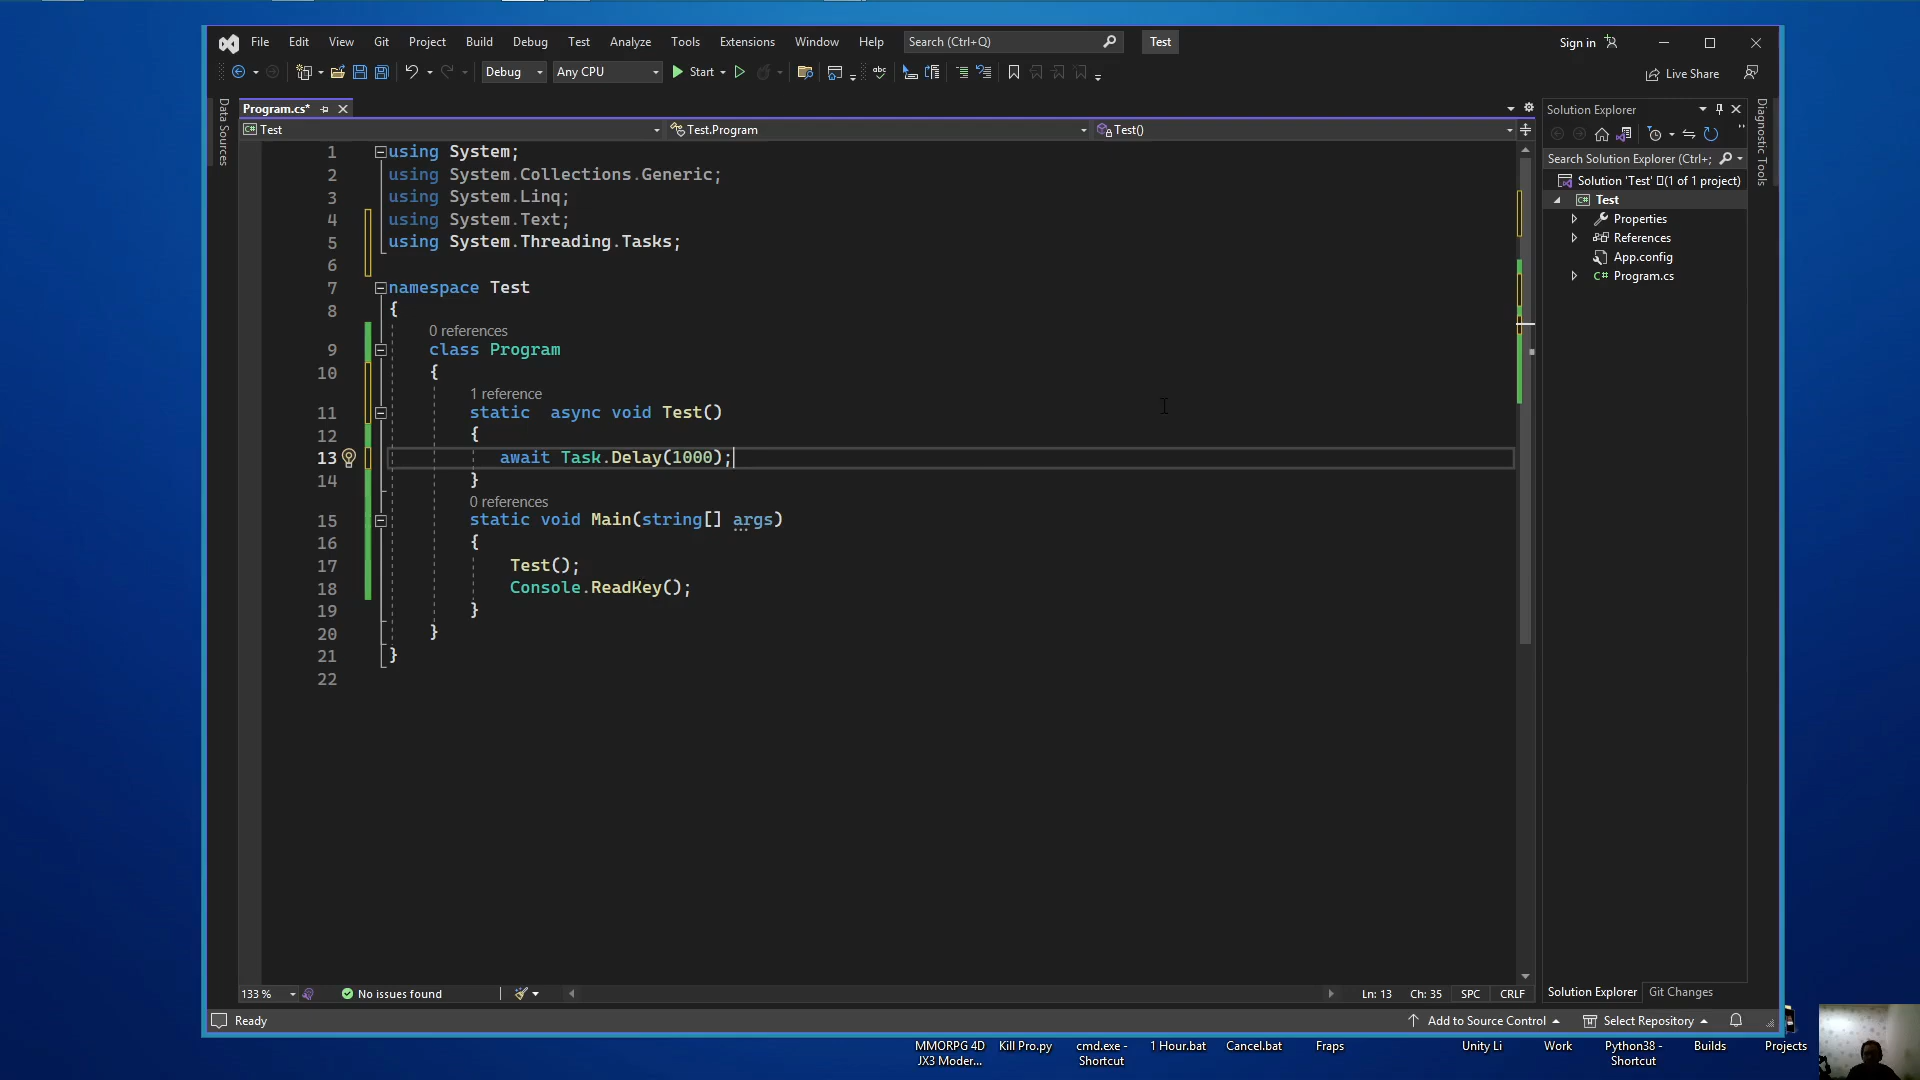 File Edit View Git Project Build Debug Test Analyze Tools Extensions Window Help Search (Ctrl+Q) Test Sign in
Debug Any CPU Start Live Share
Data Sources
Program.cs*
Test Test.Program Test()
1 using System;
2 using System.Collections.Generic;
3 using System.Linq;
4 using System.Text;
5 using System.Threading.Tasks;
6
7 namespace Test
8 {
0 references
9 class Program
10 {
1 reference
11 static  async void Test()
12 {
13 await Task.Delay(1000);
14 }
0 references
15 static void Main(string[] args)
16 {
17 Test();
18 Console.ReadKey();
19 }
20 }
21 }
22
133 % No issues found Ln: 13 Ch: 35 SPC CRLF
Solution Explorer
Search Solution Explorer (Ctrl+;
Solution 'Test' (1 of 1 project)
Test
Properties
References
App.config
C# Program.cs
Solution Explorer Git Changes
Diagnostic Tools
Ready Add to Source Control Select Repository
MMORPG 4D
JX3 Moder...
Kill Pro.py
cmd.exe -
Shortcut
1 Hour.bat
Cancel.bat
Fraps
Unity Li
Work
Python38 -
Shortcut
Builds
Projects